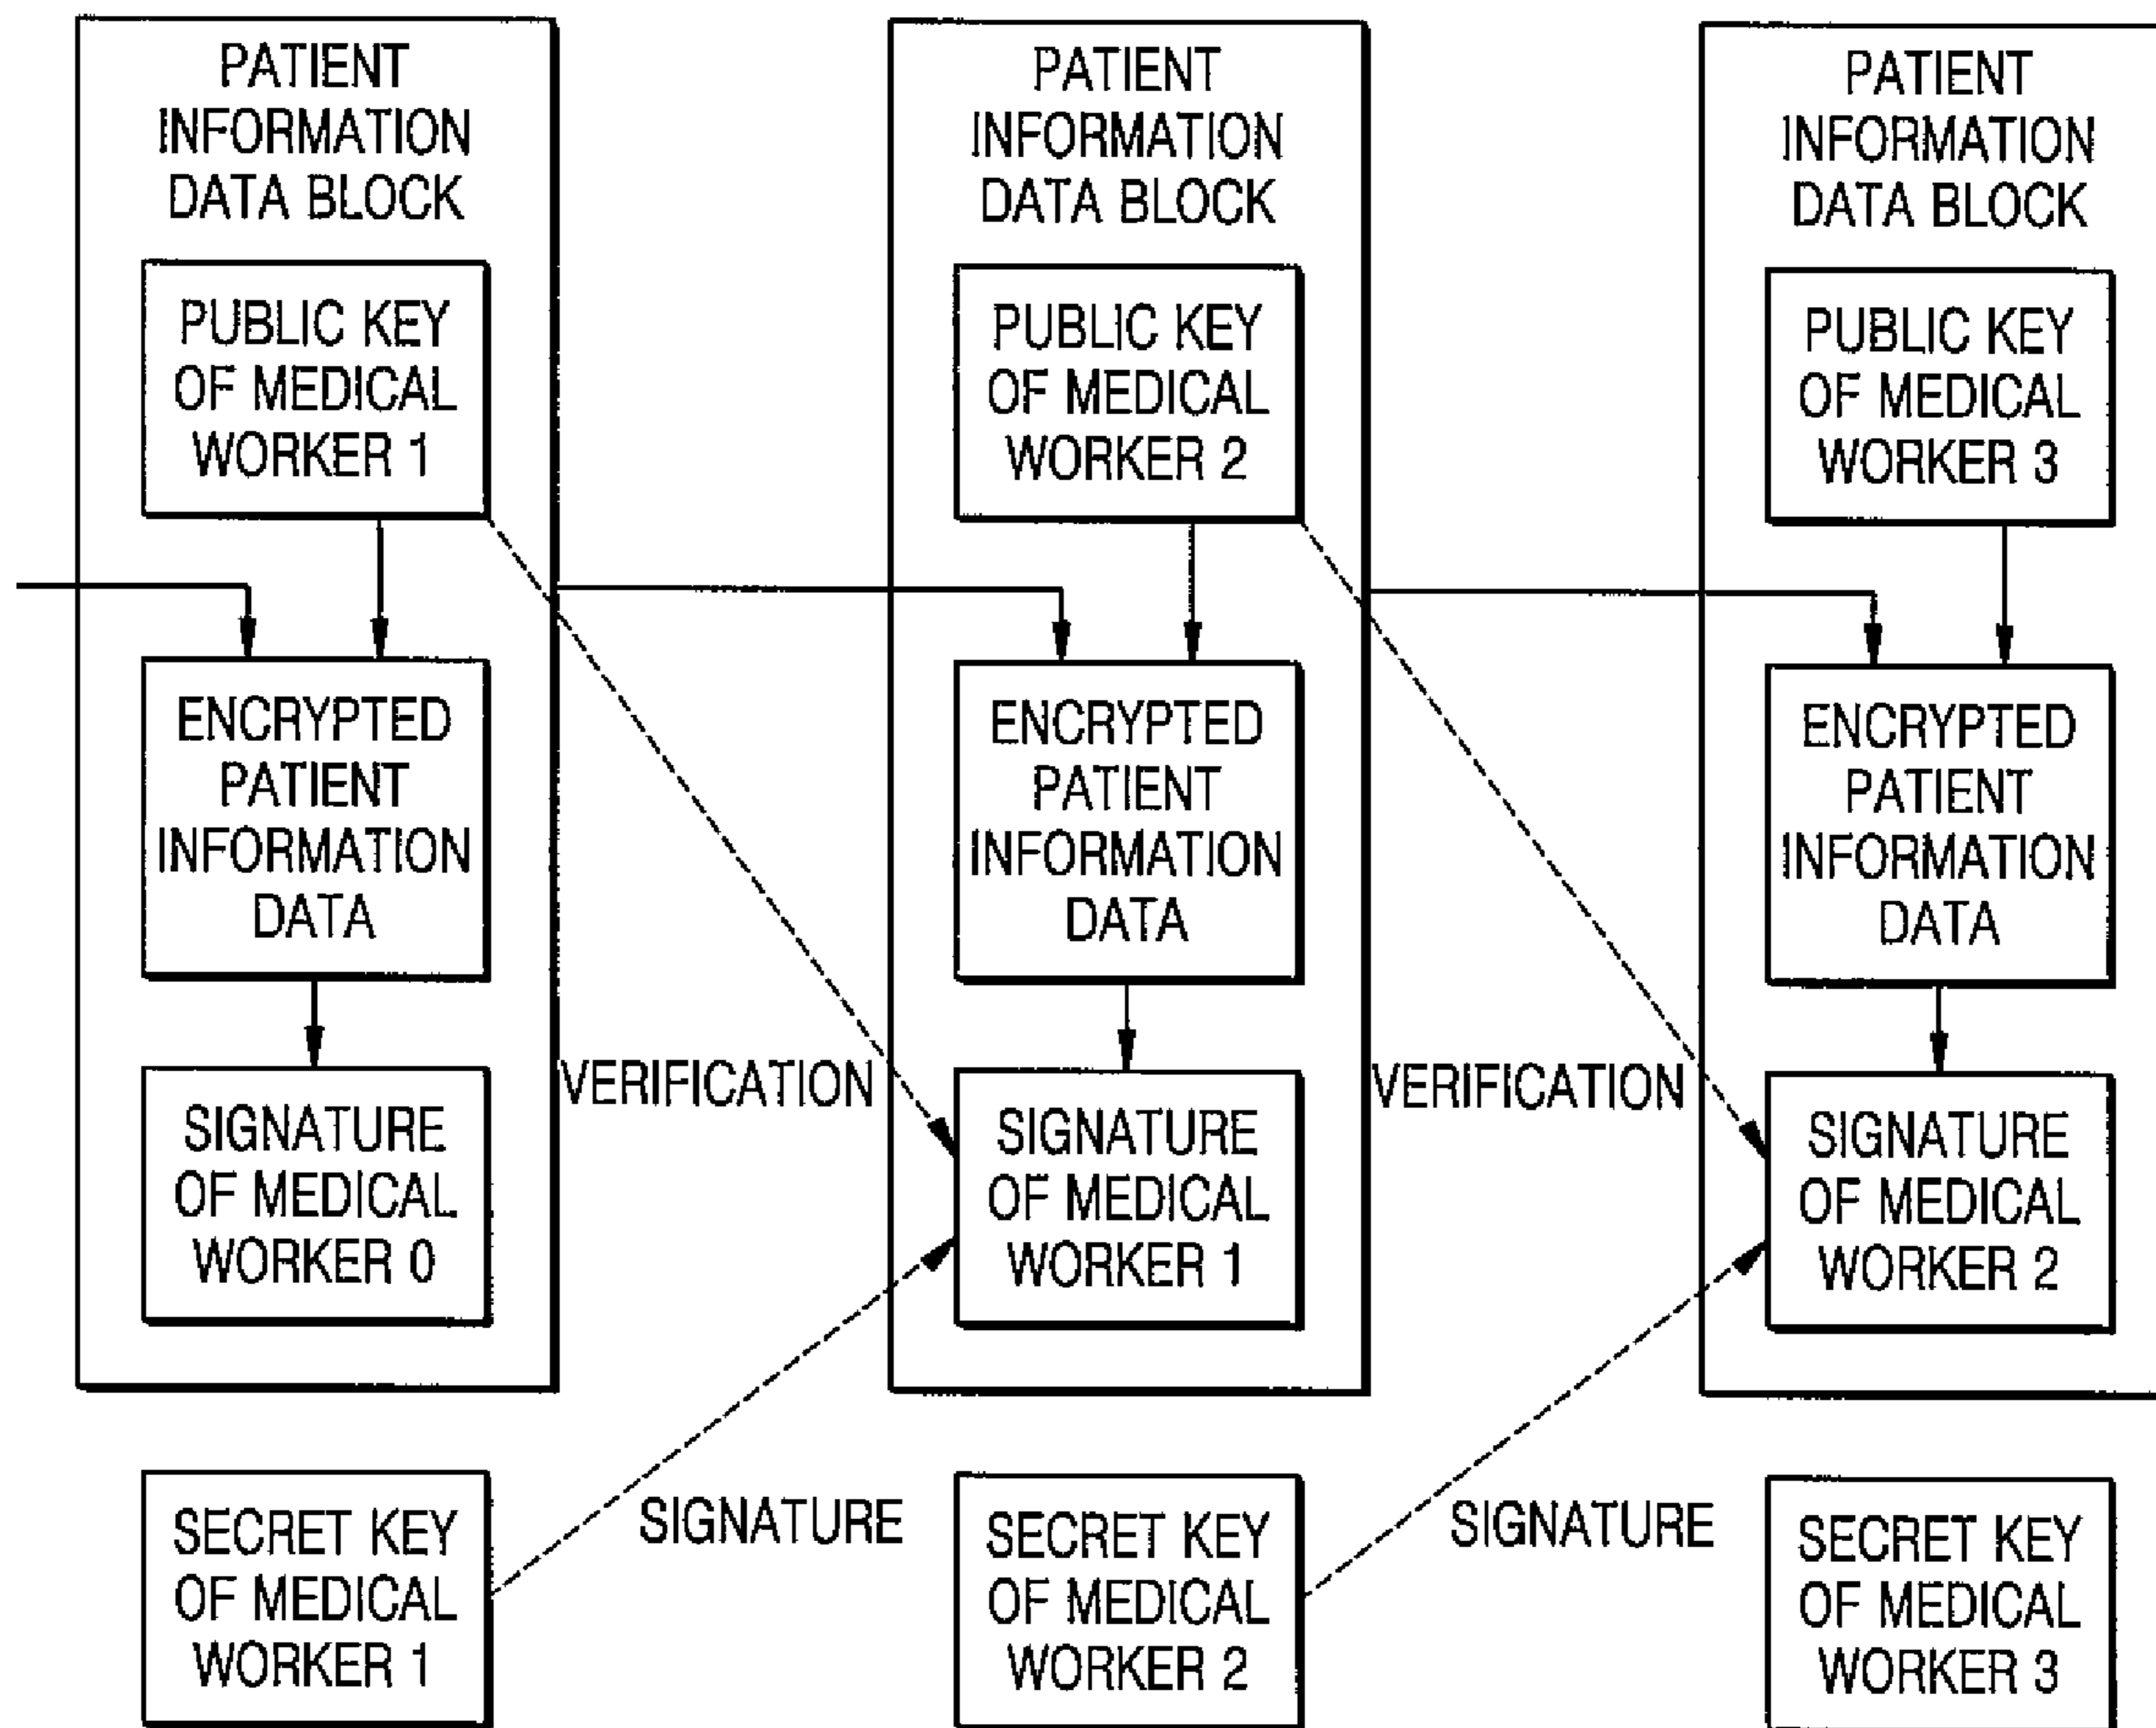 PATIENT
INFORMATION
DATA BLOCK
PUBLIC KEY
OF MEDICAL
WORKER 1
ENCRYPTED
PATIENT
INFORMATION
DATA
SIGNATURE
OF MEDICAL
WORKER 0
SECRET KEY
OF MEDICAL
WORKER 1
VERIFICATION
SIGNATURE
PATIENT
INFORMATION
DATA BLOCK
PUBLIC KEY
OF MEDICAL
WORKER 2
ENCRYPTED
PATIENT
INFORMATION
DATA
SIGNATURE
OF MEDICAL
WORKER 1
SECRET KEY
OF MEDICAL
WORKER 2
VERIFICATION
SIGNATURE
PATIENT
INFORMATION
DATA BLOCK
PUBLIC KEY
OF MEDICAL
WORKER 3
ENCRYPTED
PATIENT
INFORMATION
DATA
SIGNATURE
OF MEDICAL
WORKER 2
SECRET KEY
OF MEDICAL
WORKER 3